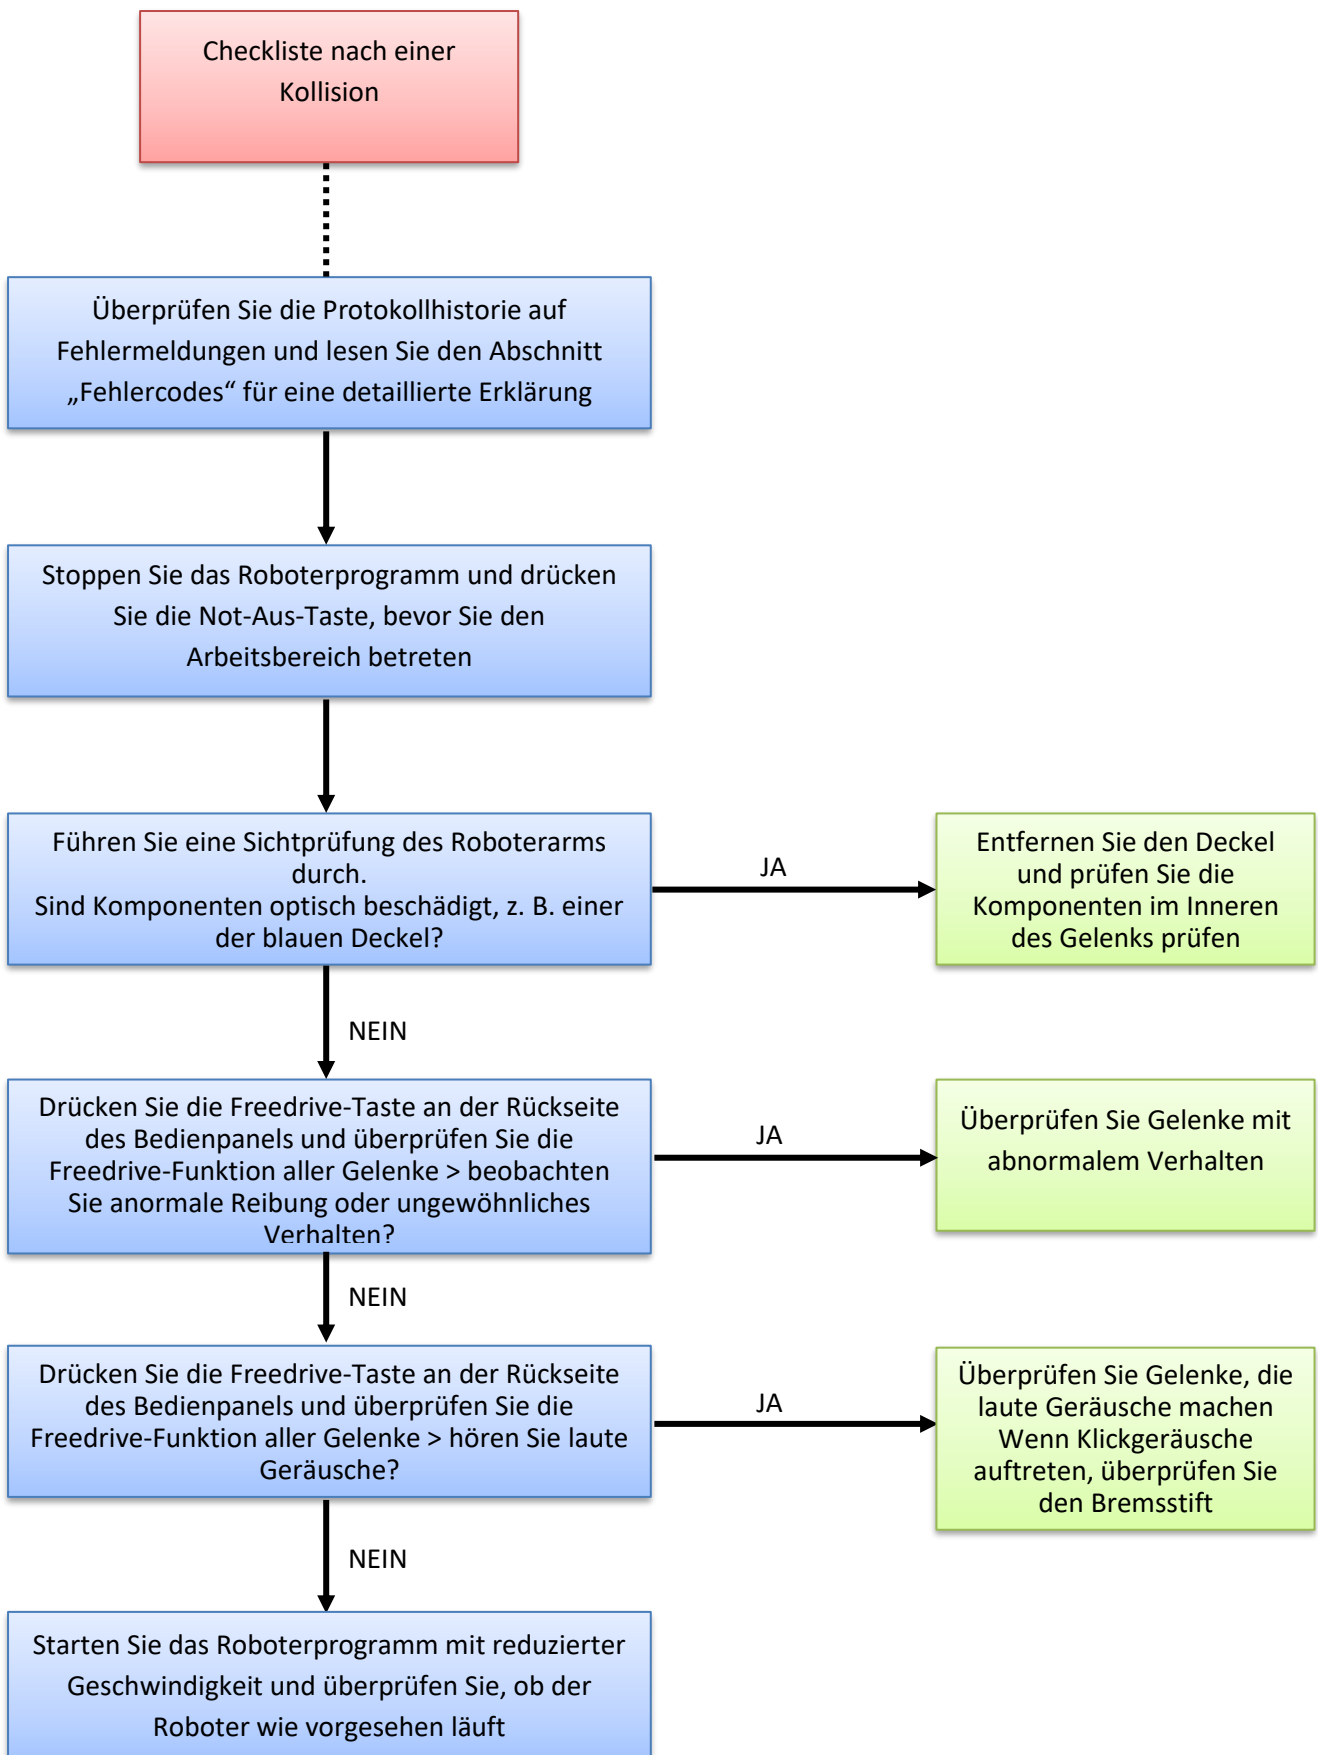 Checkliste nach einer
Kollision
Überprüfen Sie die Protokollhistorie auf
Fehlermeldungen und lesen Sie den Abschnitt
„Fehlercodes“ für eine detaillierte Erklärung
Stoppen Sie das Roboterprogramm und drücken
Sie die Not-Aus-Taste, bevor Sie den
Arbeitsbereich betreten
Führen Sie eine Sichtprüfung des Roboterarms
durch.
Sind Komponenten optisch beschädigt, z. B. einer
der blauen Deckel?
JA
Entfernen Sie den Deckel
und prüfen Sie die
Komponenten im Inneren
des Gelenks prüfen
NEIN
Drücken Sie die Freedrive-Taste an der Rückseite
des Bedienpanels und überprüfen Sie die
Freedrive-Funktion aller Gelenke > beobachten
Sie anormale Reibung oder ungewöhnliches
Verhalten?
JA
Überprüfen Sie Gelenke mit
abnormalem Verhalten
NEIN
Drücken Sie die Freedrive-Taste an der Rückseite
des Bedienpanels und überprüfen Sie die
Freedrive-Funktion aller Gelenke > hören Sie laute
Geräusche?
JA
Überprüfen Sie Gelenke, die
laute Geräusche machen
Wenn Klickgeräusche
auftreten, überprüfen Sie
den Bremsstift
NEIN
Starten Sie das Roboterprogramm mit reduzierter
Geschwindigkeit und überprüfen Sie, ob der
Roboter wie vorgesehen läuft